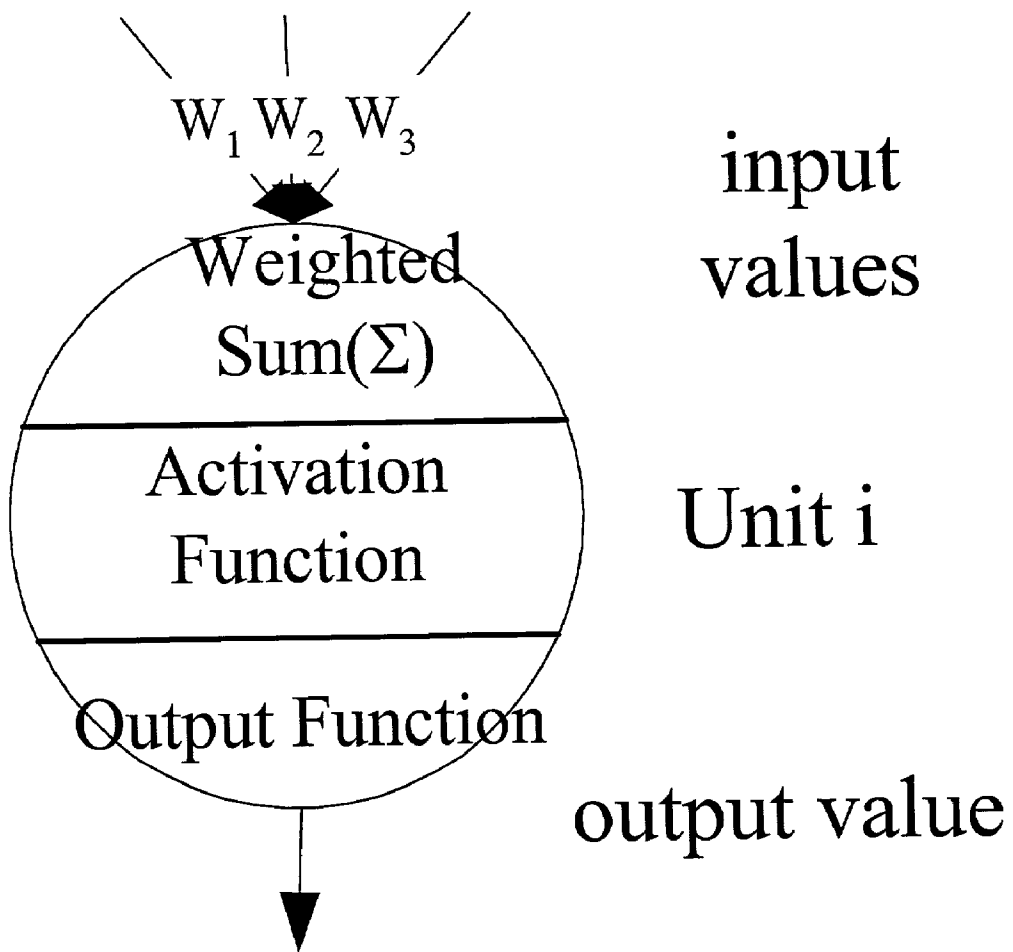 W1 W2 W3
input
values
Weighted
Sum(Σ)
Activation
Function
Unit i
Output Function
output value